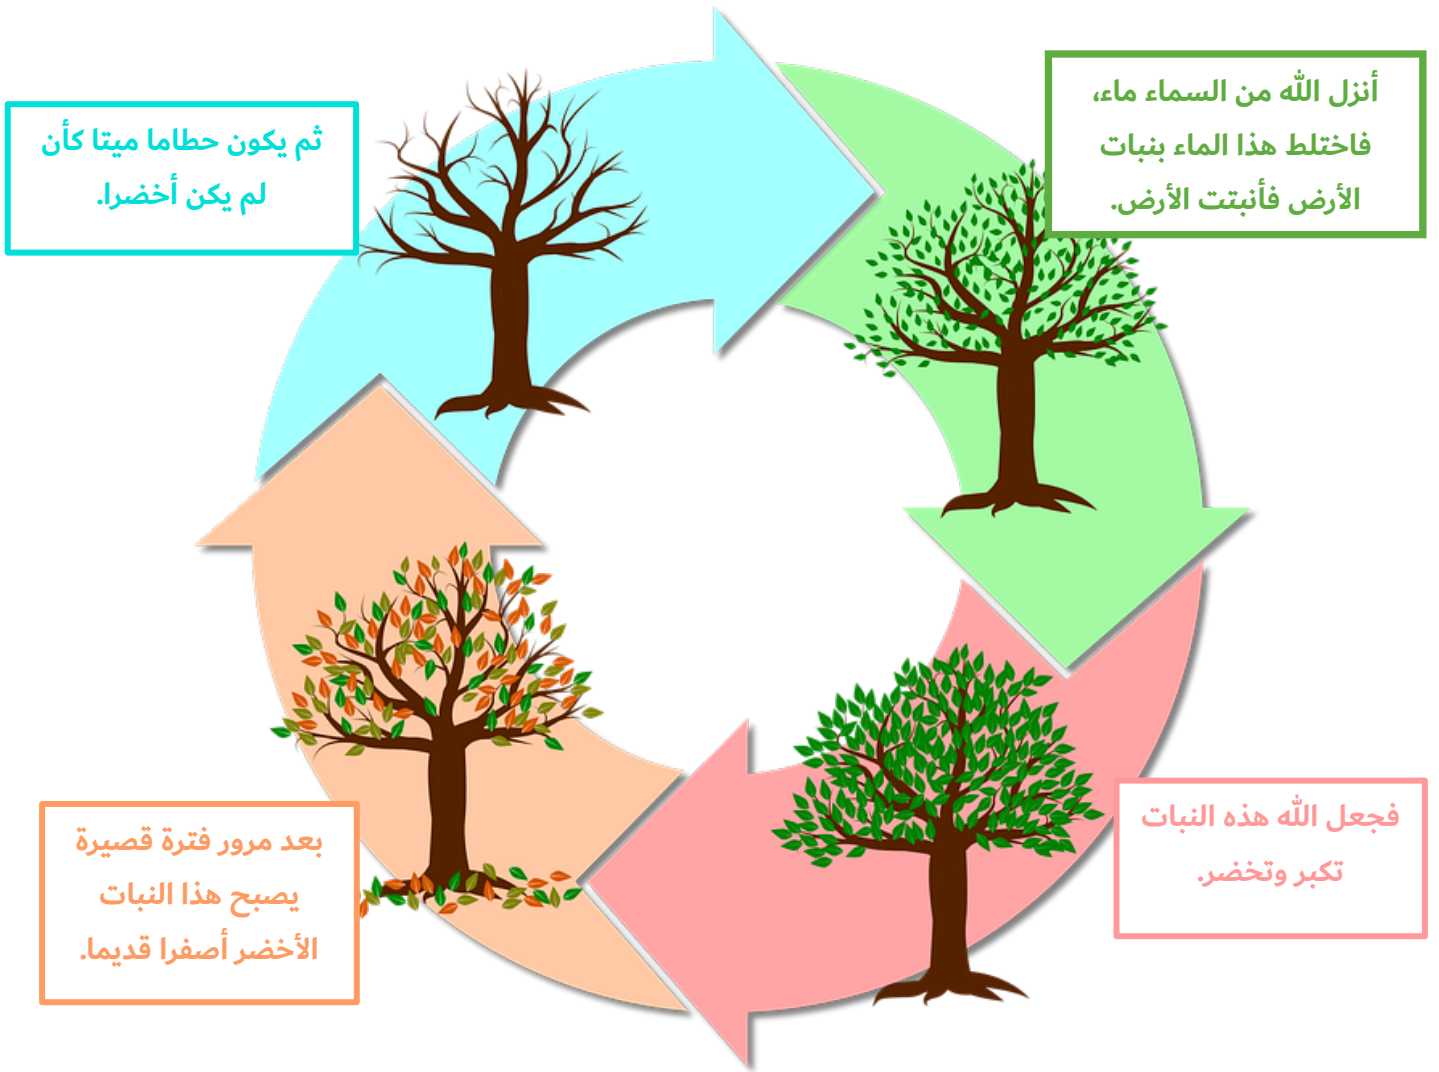 أنزل الله من السماء ماء،
فاختلط هذا الماء بنبات
الأرض فأنبتت الأرض.
فجعل الله هذه النبات
تكبر وتخضر.
بعد مرور فترة قصيرة
يصبح هذا النبات
الأخضر أصفرا قديما.
ثم يكون حطاما ميتا كأن
لم يكن أخضرا.